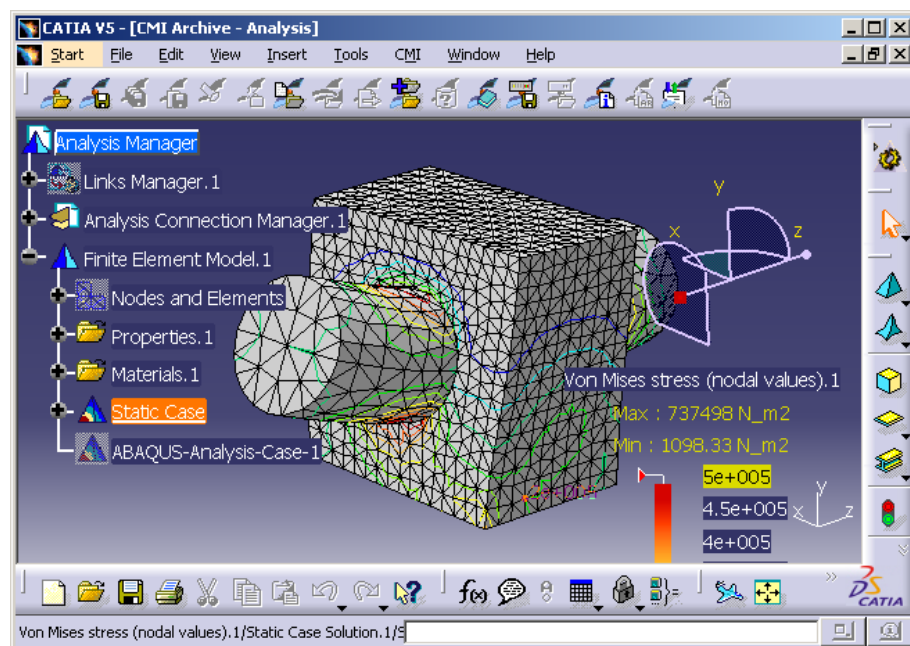 CATIA V5 - [CMI Archive - Analysis]
Start File Edit View Insert Tools CMI Window Help
Analysis Manager
Links Manager.1
Analysis Connection Manager.1
Finite Element Model.1
Nodes and Elements
Properties.1
Materials.1
Static Case
ABAQUS-Analysis-Case-1
y
x
z
Von Mises stress (nodal values).1
Max : 737498 N_m2
Min : 1098.33 N_m2
5e+005
4.5e+005
4e+005
y
x
z
f(x)
DS
CATIA
Von Mises stress (nodal values).1/Static Case Solution.1/S